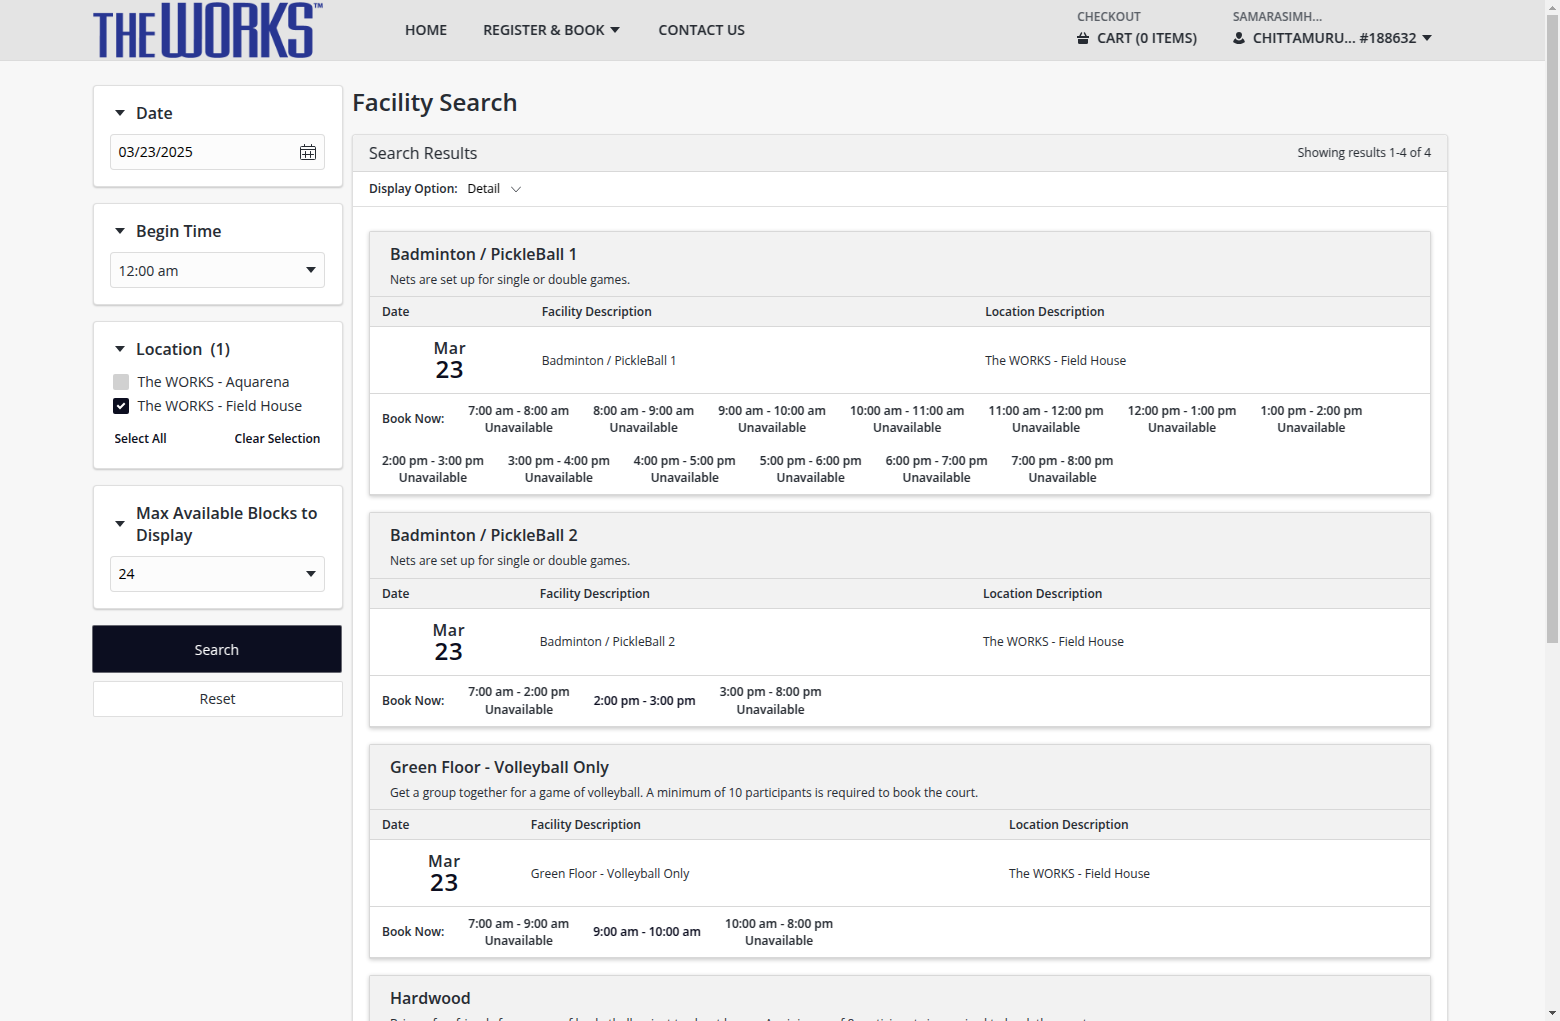 THE WORKS™
HOME
REGISTER & BOOK
CONTACT US
CHECKOUT
CART (0 ITEMS)
SAMARASIMH...
CHITTAMURU... #188632
Date
03/23/2025
Begin Time
12:00 am
Location (1)
The WORKS - Aquarena
The WORKS - Field House
Select All
Clear Selection
Max Available Blocks to
Display
24
Search
Reset
Facility Search
Search Results
Showing results 1-4 of 4
Display Option: Detail
Badminton / PickleBall 1
Nets are set up for single or double games.
Date Facility Description Location Description
Mar
23
Badminton / PickleBall 1
The WORKS - Field House
Book Now:
7:00 am - 8:00 am
Unavailable
8:00 am - 9:00 am
Unavailable
9:00 am - 10:00 am
Unavailable
10:00 am - 11:00 am
Unavailable
11:00 am - 12:00 pm
Unavailable
12:00 pm - 1:00 pm
Unavailable
1:00 pm - 2:00 pm
Unavailable
2:00 pm - 3:00 pm
Unavailable
3:00 pm - 4:00 pm
Unavailable
4:00 pm - 5:00 pm
Unavailable
5:00 pm - 6:00 pm
Unavailable
6:00 pm - 7:00 pm
Unavailable
7:00 pm - 8:00 pm
Unavailable
Badminton / PickleBall 2
Nets are set up for single or double games.
Date Facility Description Location Description
Mar
23
Badminton / PickleBall 2
The WORKS - Field House
Book Now:
7:00 am - 2:00 pm
Unavailable
2:00 pm - 3:00 pm
3:00 pm - 8:00 pm
Unavailable
Green Floor - Volleyball Only
Get a group together for a game of volleyball. A minimum of 10 participants is required to book the court.
Date Facility Description Location Description
Mar
23
Green Floor - Volleyball Only
The WORKS - Field House
Book Now:
7:00 am - 9:00 am
Unavailable
9:00 am - 10:00 am
10:00 am - 8:00 pm
Unavailable
Hardwood